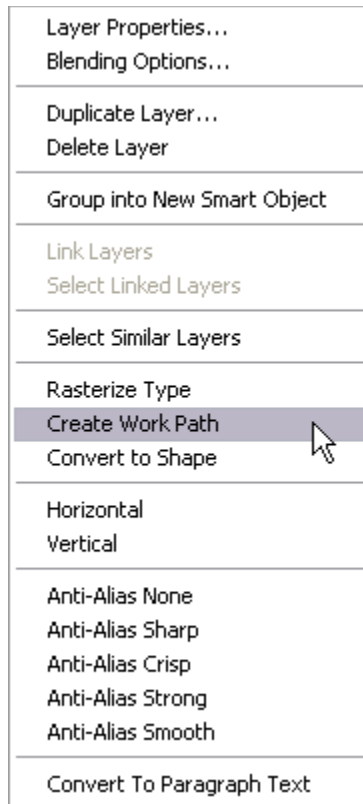 Layer Properties...
Blending Options...
Duplicate Layer...
Delete Layer
Group into New Smart Object
Link Layers
Select Linked Layers
Select Similar Layers
Rasterize Type
Create Work Path
Convert to Shape
Horizontal
Vertical
Anti-Alias None
Anti-Alias Sharp
Anti-Alias Crisp
Anti-Alias Strong
Anti-Alias Smooth
Convert To Paragraph Text